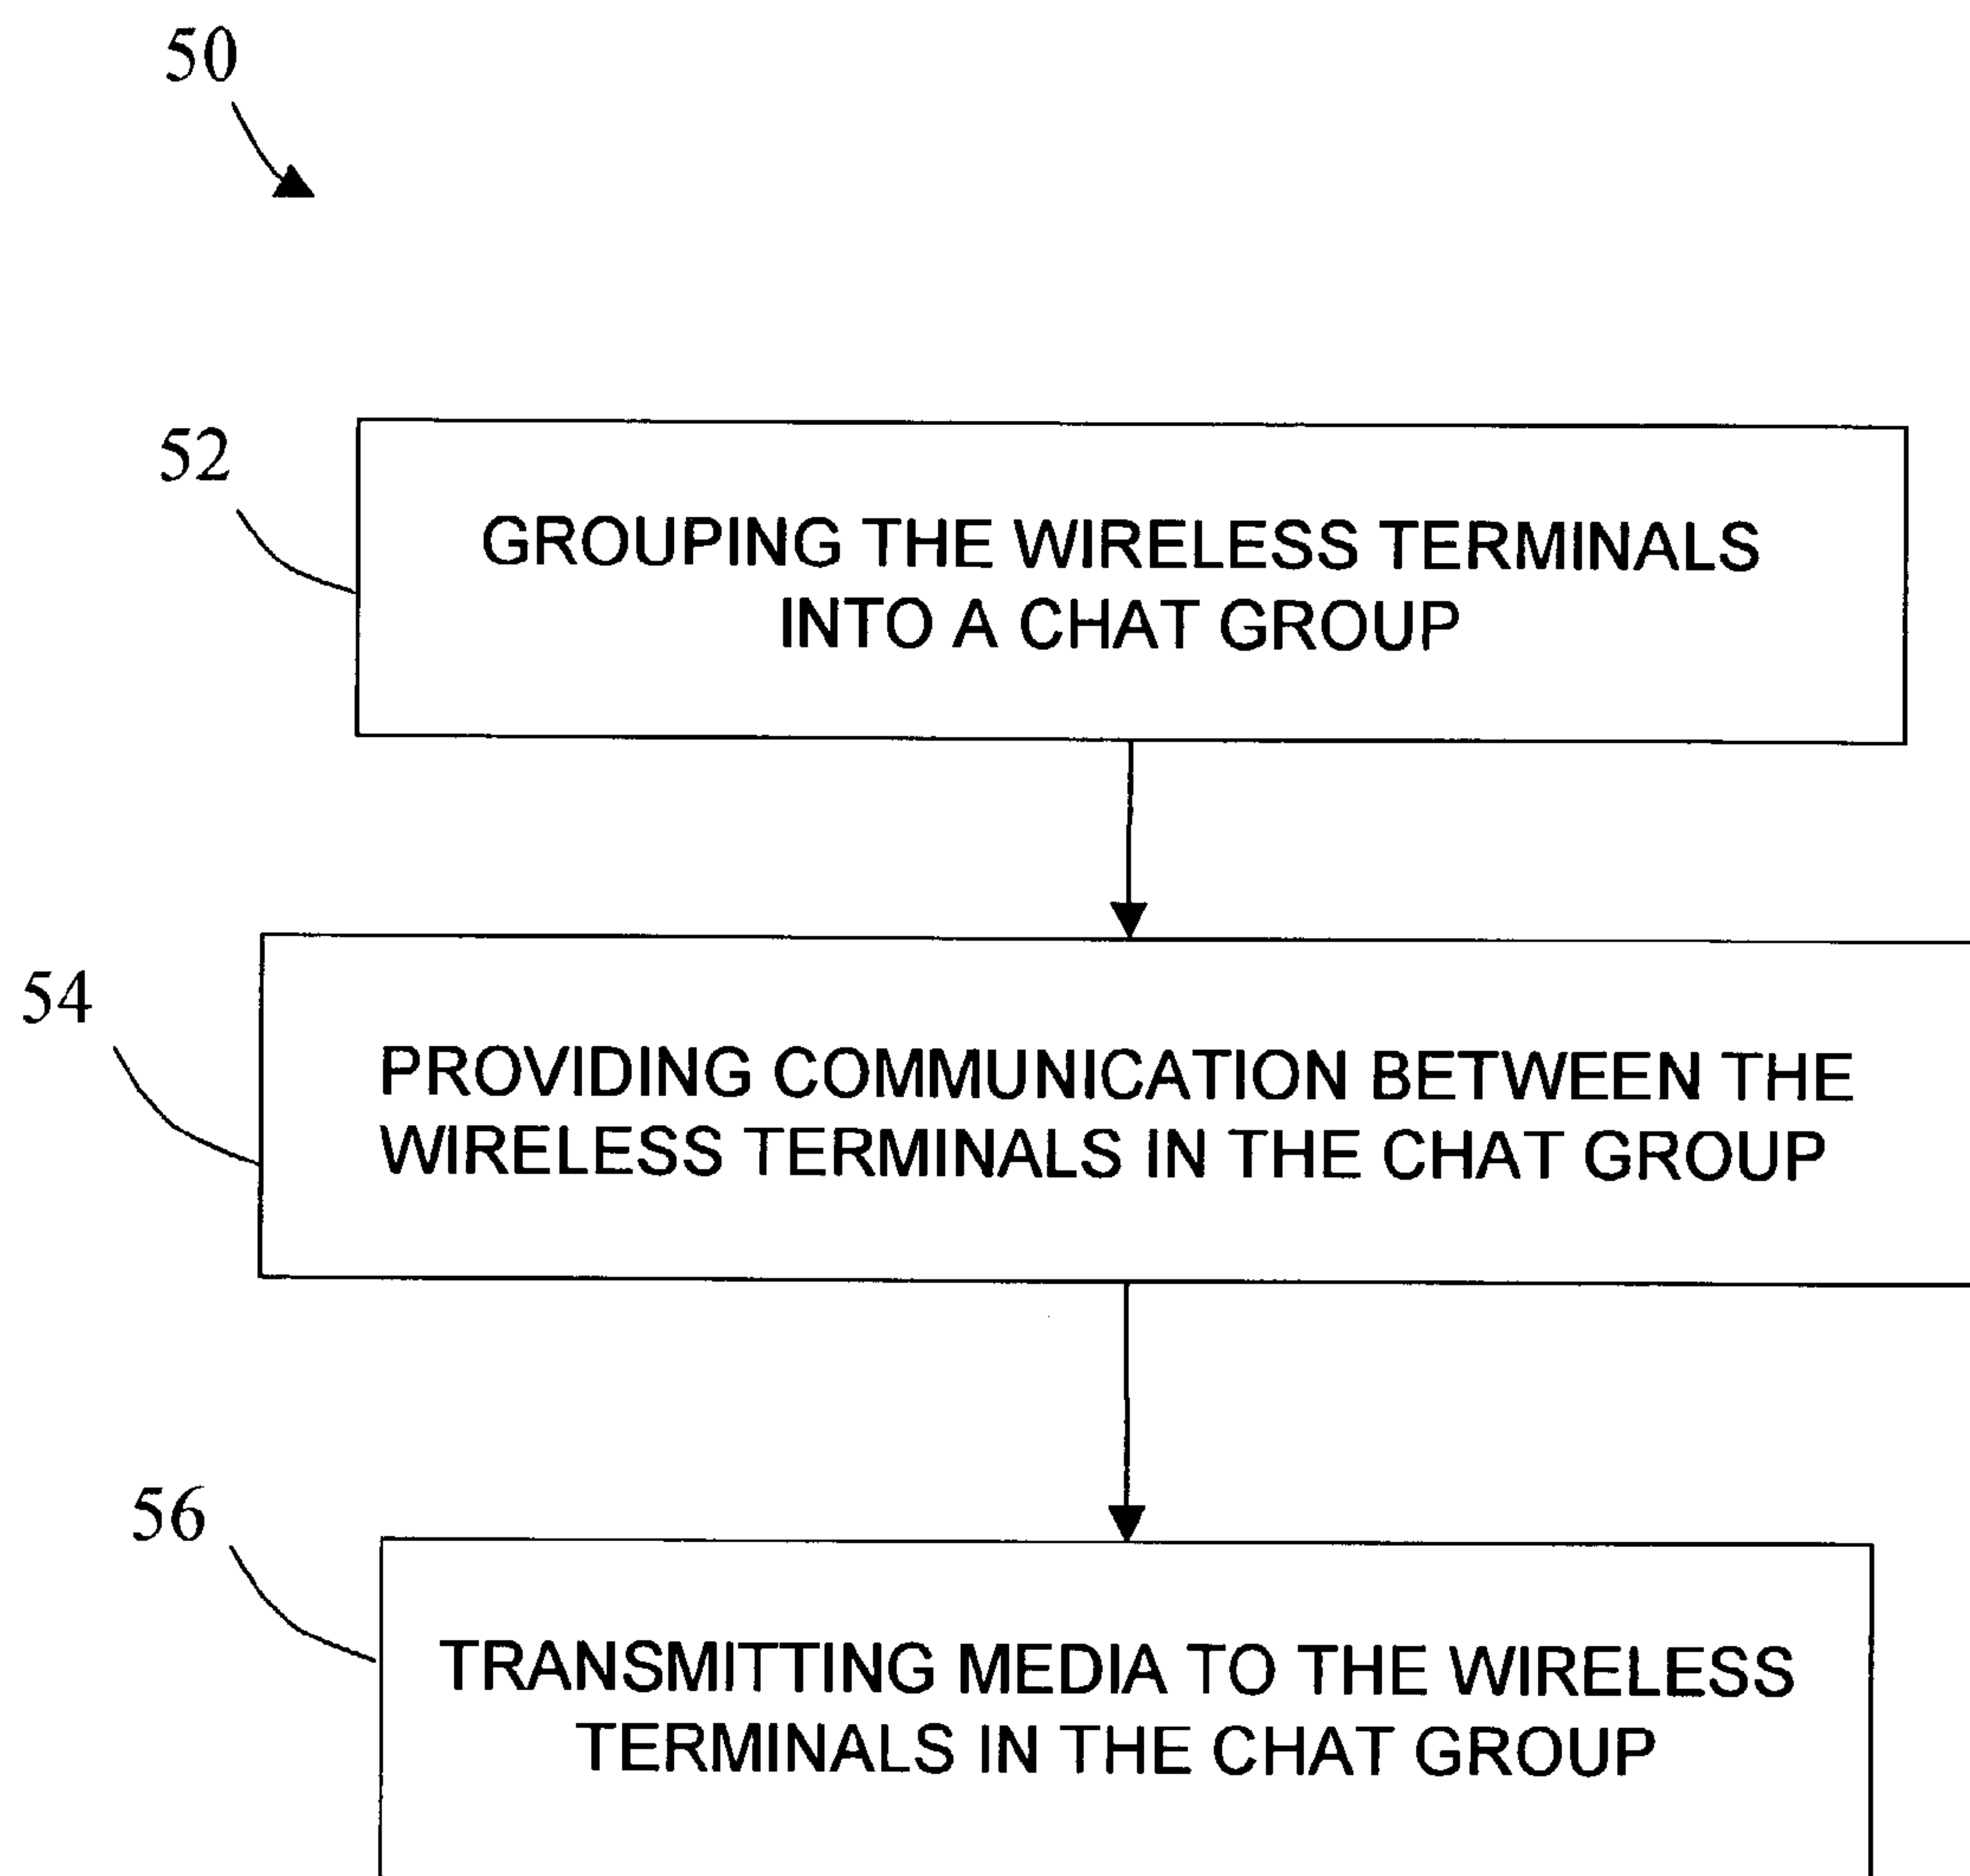 50
52
GROUPING THE WIRELESS TERMINALS
INTO A CHAT GROUP
54
PROVIDING COMMUNICATION BETWEEN THE
WIRELESS TERMINALS IN THE CHAT GROUP
56
TRANSMITTING MEDIA TO THE WIRELESS
TERMINALS IN THE CHAT GROUP